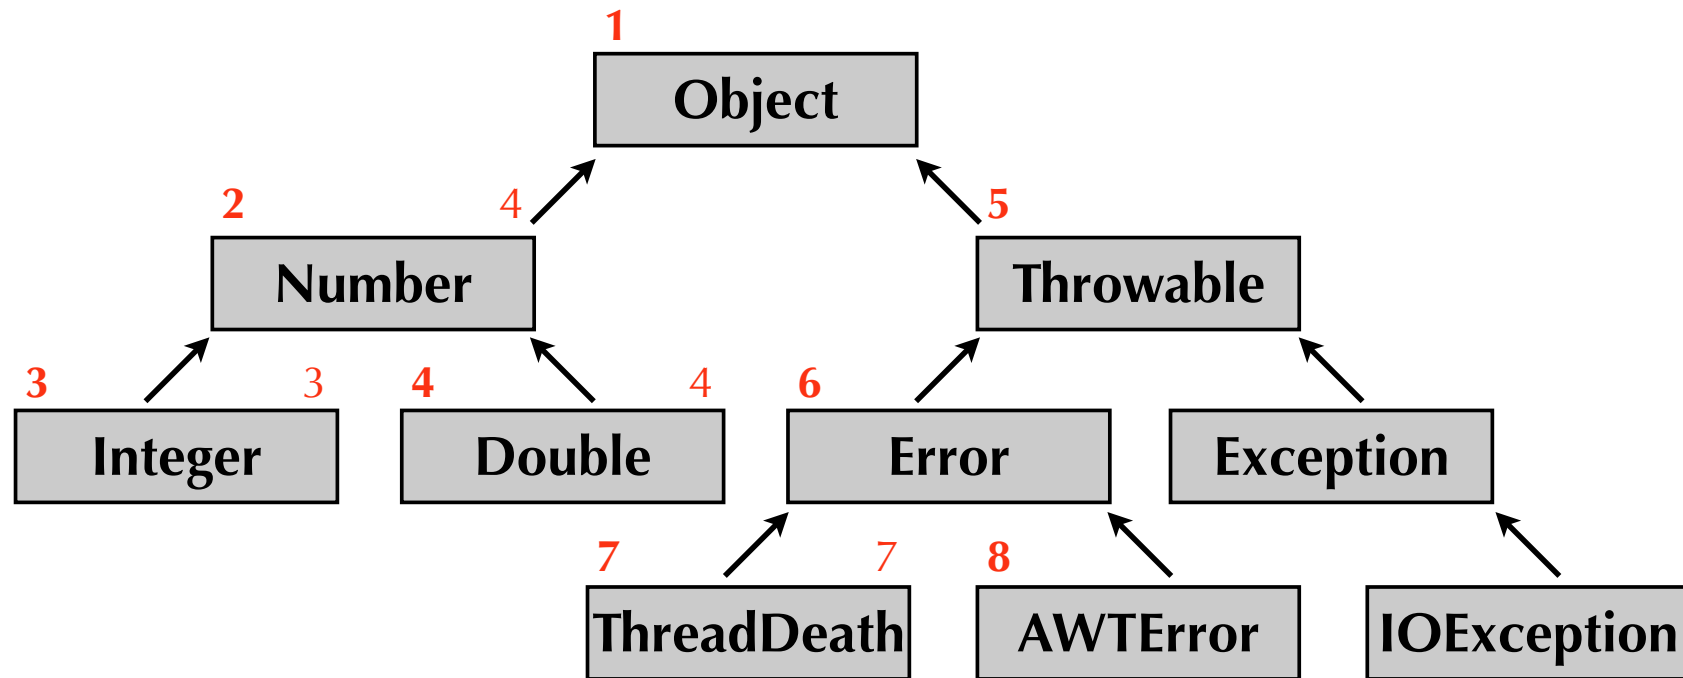 1
Object
2 4 5
Number Throwable
3 3 4 4 6
Integer Double Error Exception
7 7 8
ThreadDeath AWTError IOException